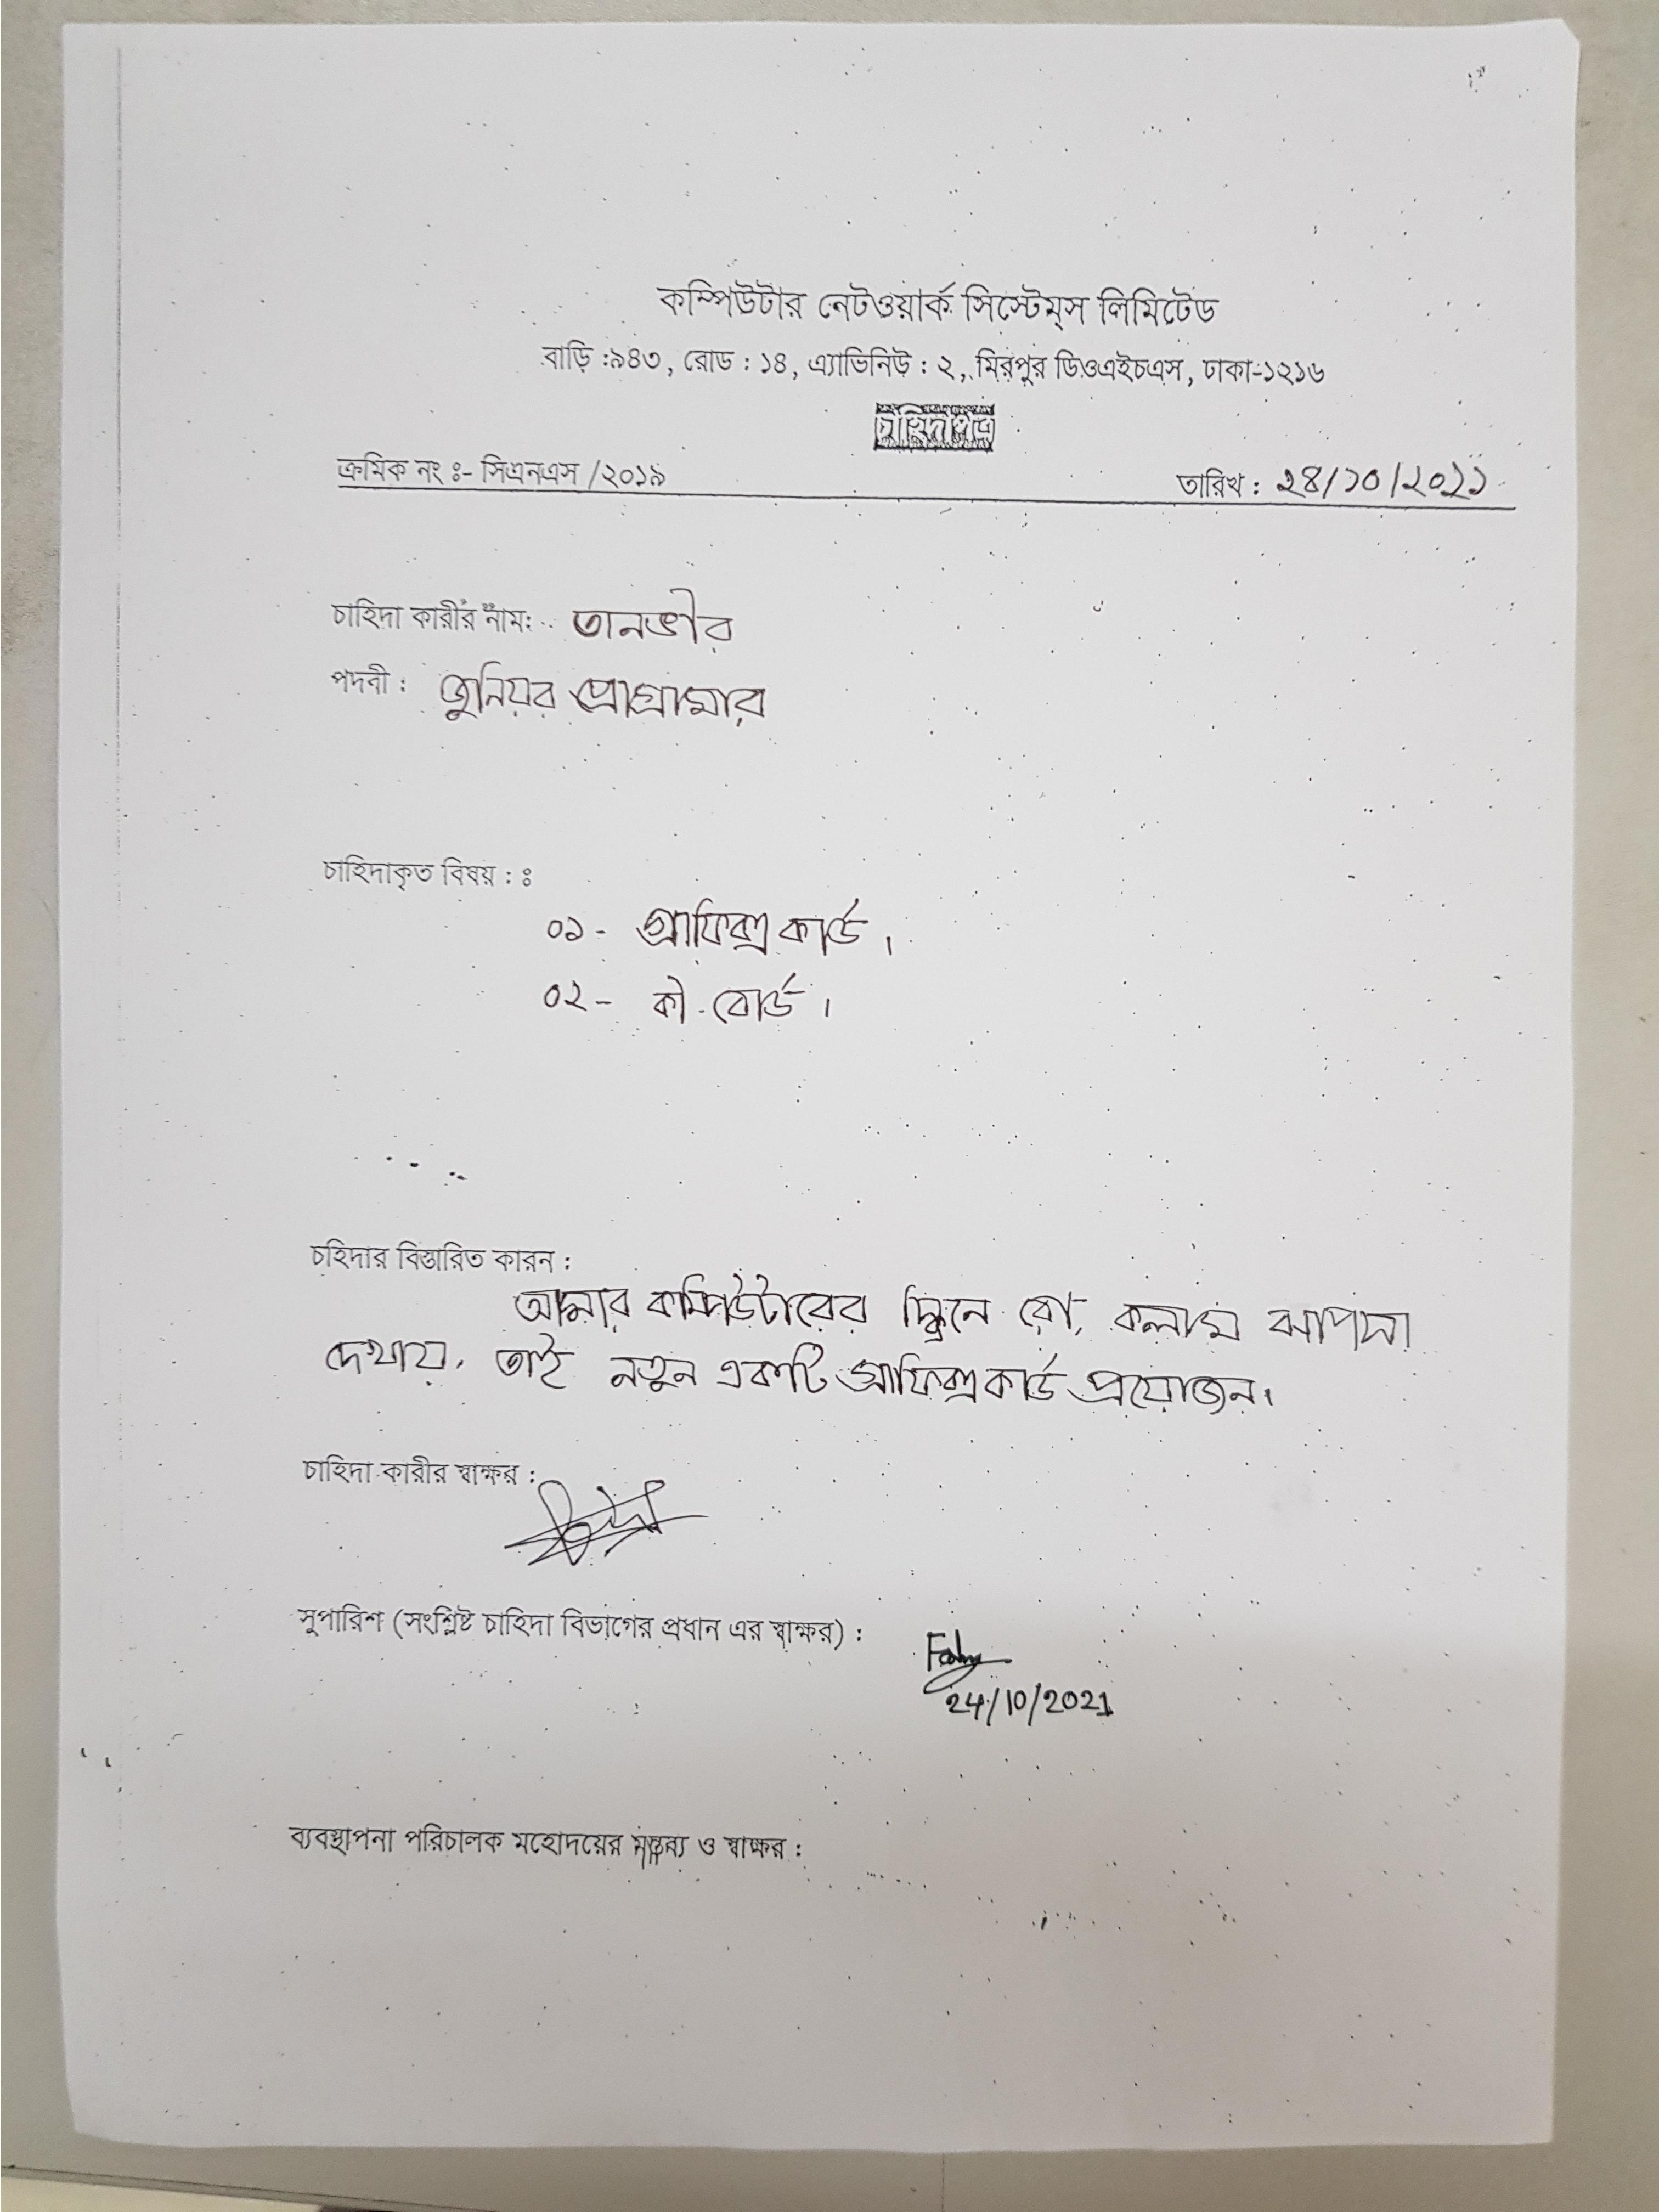 কম্পিউটার নেটওয়ার্ক সিস্টেম্স লিমিটেড
বাড়ি :৯৪৩, রোড : ১৪, এ্যাভিনিউ : ২, মিরপুর ডিওএইচএস, ঢাকা-১২১৬
চাহিদাপত্র
ক্রমিক নং ঃ- সিএনএস /২০১৯ তারিখ : ২৪/১০/২০২১
চাহিদা কারীর নাম: তানভীর
পদবী : জুনিয়র প্রোগ্রামার
চাহিদাকৃত বিষয় : ঃ
০১- গ্রাফিক্স কার্ড।
০২- কী-বোর্ড।
চহিদার বিস্তারিত কারন :
আমার কম্পিউটারের স্ক্রিনে রো, কলাম ঝাপসা
দেখায়, তাই নতুন একটি গ্রাফিক্স কার্ড প্রয়োজন।
চাহিদা কারীর স্বাক্ষর :
সুপারিশ (সংশ্লিষ্ট চাহিদা বিভাগের প্রধান এর স্বাক্ষর) :
24/10/2021
ব্যবস্থাপনা পরিচালক মহোদয়ের মন্তব্য ও স্বাক্ষর :